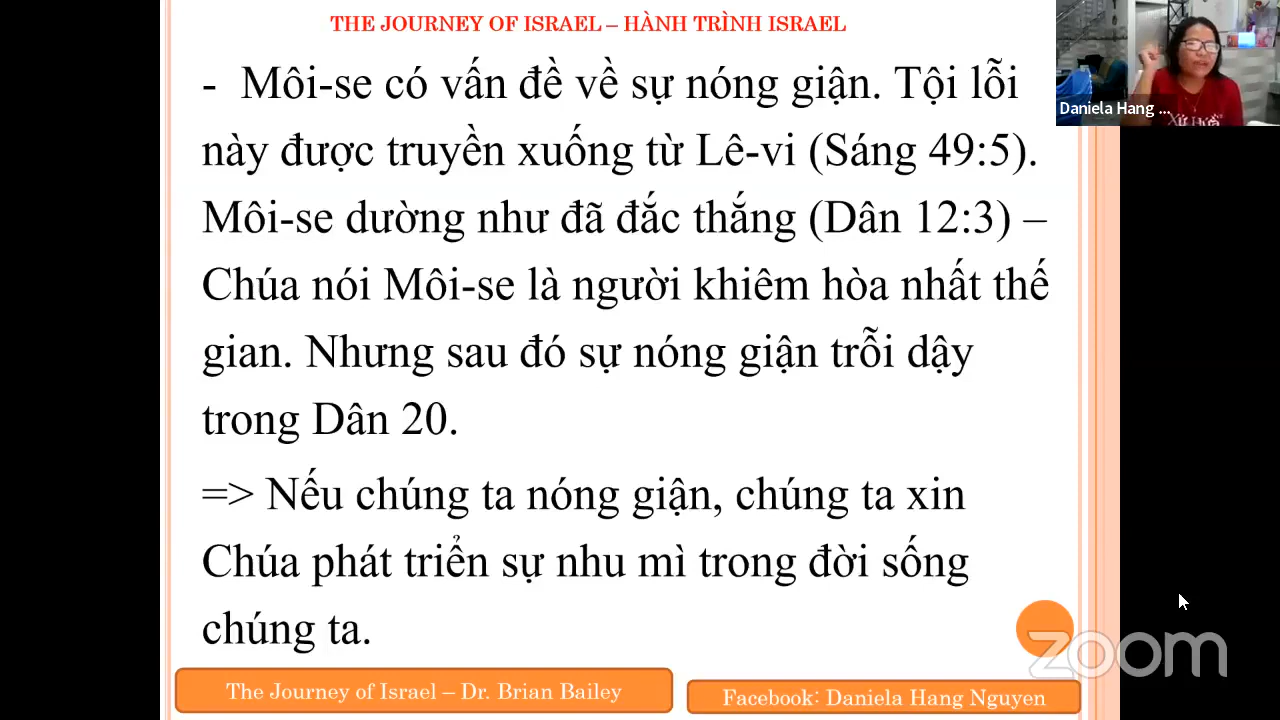 THE JOURNEY OF ISRAEL – HÀNH TRÌNH ISRAEL
Daniela Hang ...
- Môi-se có vấn đề về sự nóng giận. Tội lỗi
này được truyền xuống từ Lê-vi (Sáng 49:5).
Môi-se dường như đã đắc thắng (Dân 12:3) –
Chúa nói Môi-se là người khiêm hòa nhất thế
gian. Nhưng sau đó sự nóng giận trỗi dậy
trong Dân 20.
=> Nếu chúng ta nóng giận, chúng ta xin
Chúa phát triển sự nhu mì trong đời sống
chúng ta.
zoom
The Journey of Israel – Dr. Brian Bailey
Facebook: Daniela Hang Nguyen